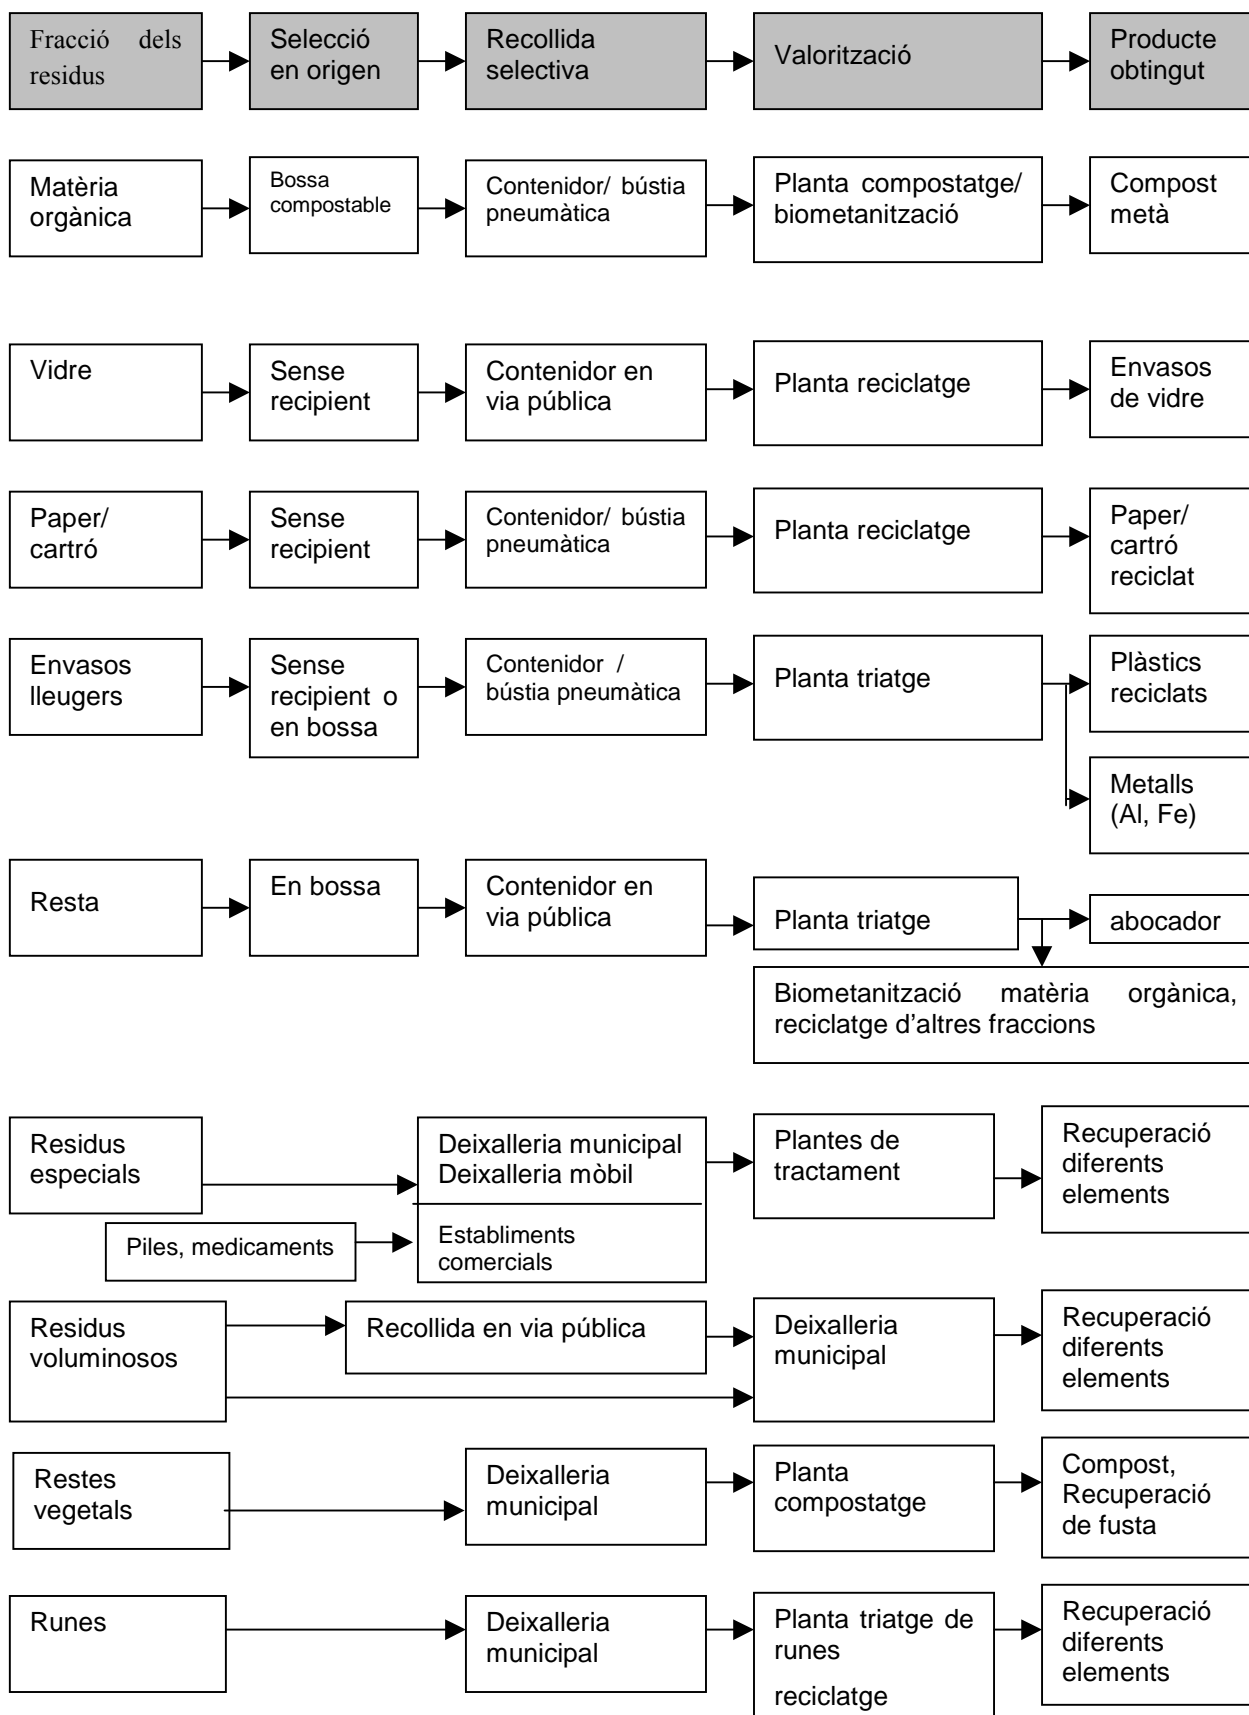 Fracció dels
residus
Selecció
en origen
Recollida
selectiva
Valorització
Producte
obtingut
Matèria
orgànica
Bossa
compostable
Contenidor/ bústia
pneumàtica
Planta compostatge/
biometanització
Compost
metà
Vidre
Sense
recipient
Contenidor en
via pública
Planta reciclatge
Envasos
de vidre
Paper/
cartró
Sense
recipient
Contenidor/ bústia
pneumàtica
Planta reciclatge
Paper/
cartró
reciclat
Envasos
lleugers
Sense
recipient o
en bossa
Contenidor /
bústia pneumàtica
Planta triatge
Plàstics
reciclats
Metalls
(Al, Fe)
Resta
En bossa
Contenidor en
via pública
Planta triatge
abocador
Biometanització matèria orgànica,
reciclatge d'altres fraccions
Residus
especials
Deixalleria municipal
Deixalleria mòbil
Plantes de
tractament
Recuperació
diferents
elements
Piles, medicaments
Establiments
comercials
Residus
voluminosos
Recollida en via pública
Deixalleria
municipal
Recuperació
diferents
elements
Restes
vegetals
Deixalleria
municipal
Planta
compostatge
Compost,
Recuperació
de fusta
Runes
Deixalleria
municipal
Planta triatge de
runes
reciclatge
Recuperació
diferents
elements